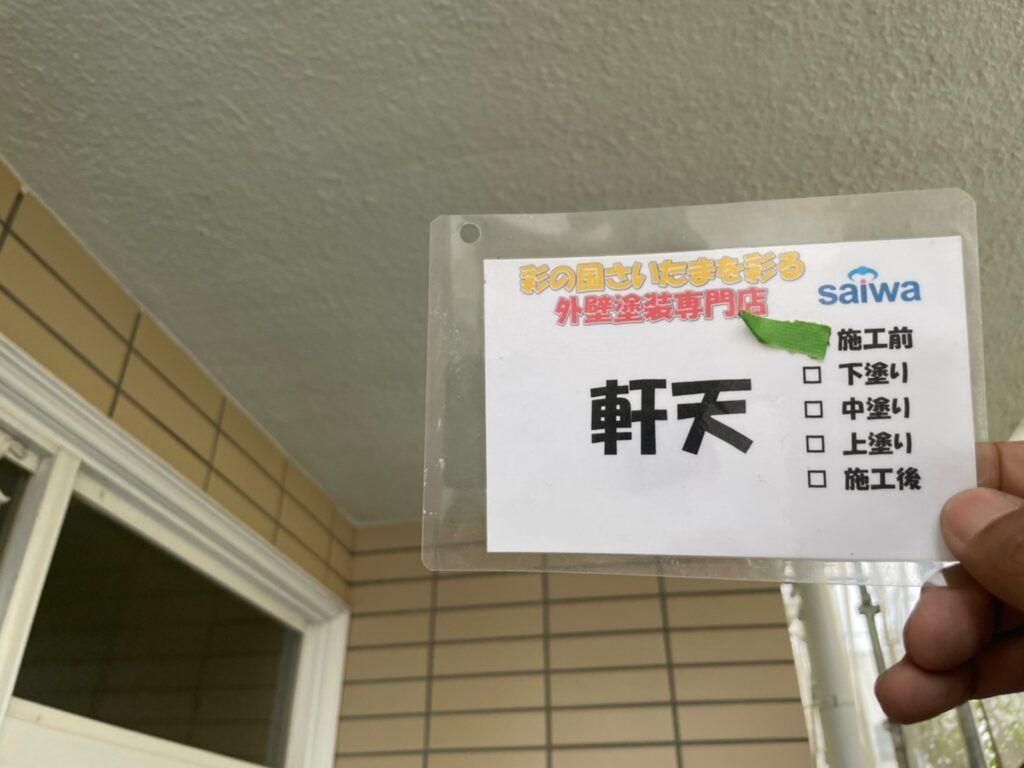 彩の国さいたまを彩る
外壁塗装専門店
saiwa
軒天
施工前
□ 下塗り
□ 中塗り
□ 上塗り
□ 施工後